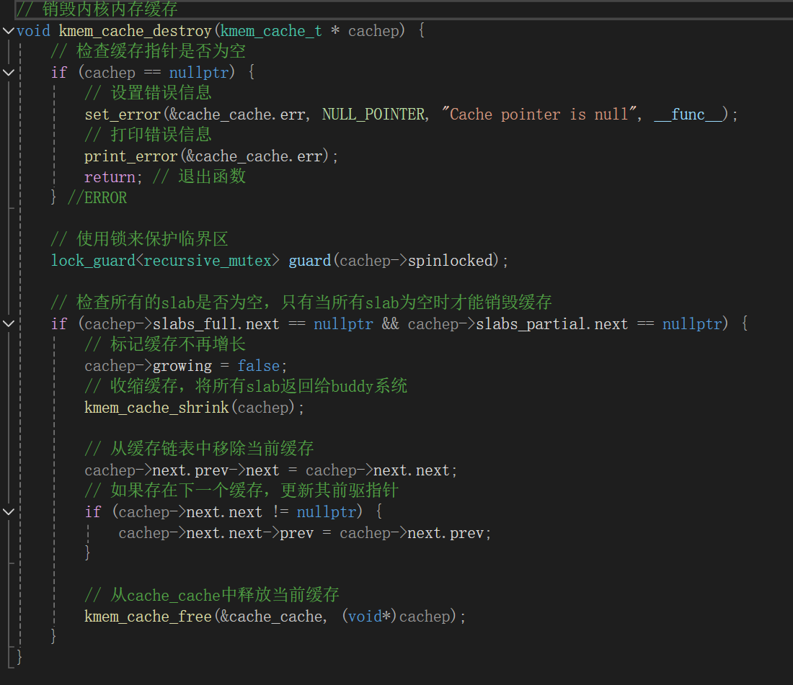 // 销毁内核内存缓存
void kmem_cache_destroy(kmem_cache_t * cachep) {
    // 检查缓存指针是否为空
    if (cachep == nullptr) {
        // 设置错误信息
        set_error(&cache_cache.err, NULL_POINTER, "Cache pointer is null", __func__);
        // 打印错误信息
        print_error(&cache_cache.err);
        return; // 退出函数
    } //ERROR

    // 使用锁来保护临界区
    lock_guard<recursive_mutex> guard(cachep->spinlocked);

    // 检查所有的slab是否为空，只有当所有slab为空时才能销毁缓存
    if (cachep->slabs_full.next == nullptr && cachep->slabs_partial.next == nullptr) {
        // 标记缓存不再增长
        cachep->growing = false;
        // 收缩缓存，将所有slab返回给buddy系统
        kmem_cache_shrink(cachep);

        // 从缓存链表中移除当前缓存
        cachep->next.prev->next = cachep->next.next;
        // 如果存在下一个缓存，更新其前驱指针
        if (cachep->next.next != nullptr) {
            cachep->next.next->prev = cachep->next.prev;
        }

        // 从cache_cache中释放当前缓存
        kmem_cache_free(&cache_cache, (void*)cachep);
    }
}